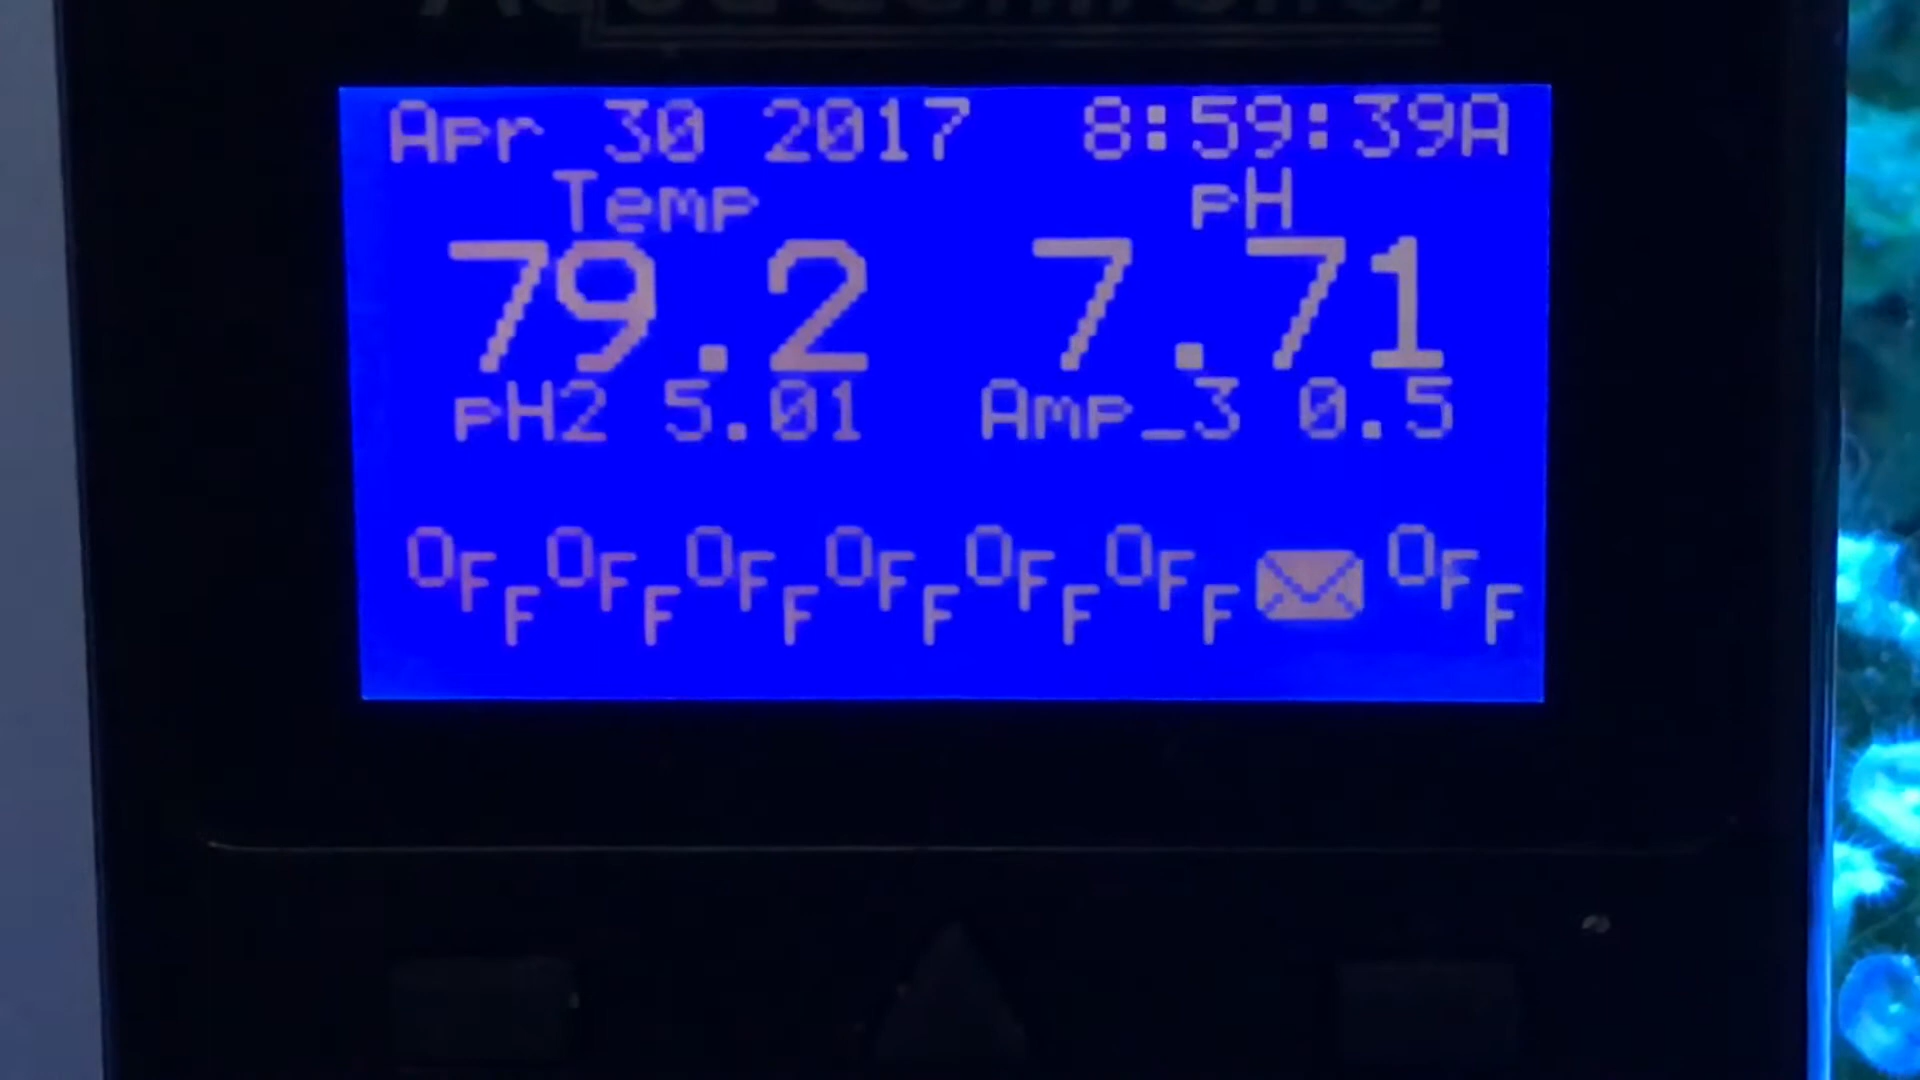 Apr 30 2017 8:59:39A
Temp pH
79.2 7.71
pH2 5.01 Amp_3 0.5
OFF OFF OFF OFF OFF OFF OFF